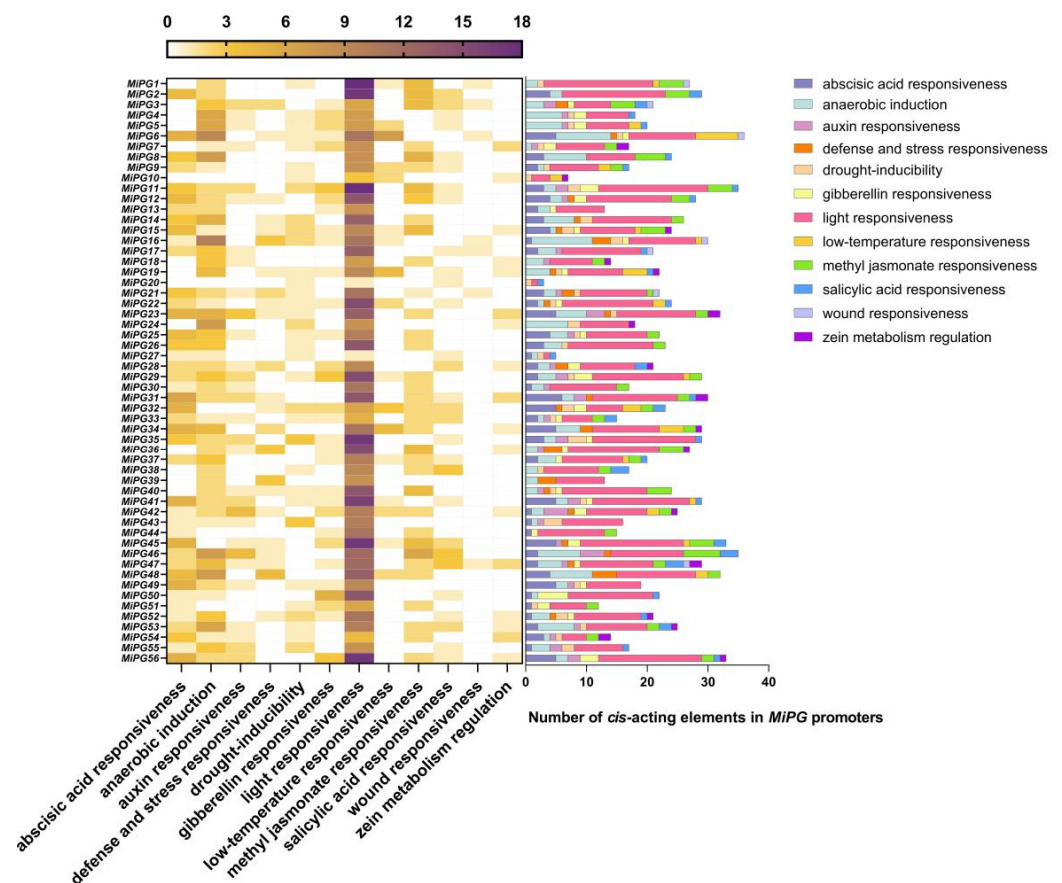 0 3 6 9 12 15 18
MiPG1
MiPG2
MiPG3
MiPG4
MiPG5
MiPG6
MiPG7
MiPG8
MiPG9
MiPG10
MiPG11
MiPG12
MiPG13
MiPG14
MiPG15
MiPG16
MiPG17
MiPG18
MiPG19
MiPG20
MiPG21
MiPG22
MiPG23
MiPG24
MiPG25
MiPG26
MiPG27
MiPG28
MiPG29
MiPG30
MiPG31
MiPG32
MiPG33
MiPG34
MiPG35
MiPG36
MiPG37
MiPG38
MiPG39
MiPG40
MiPG41
MiPG42
MiPG43
MiPG44
MiPG45
MiPG46
MiPG47
MiPG48
MiPG49
MiPG50
MiPG51
MiPG52
MiPG53
MiPG54
MiPG55
MiPG56
abscisic acid responsiveness
anaerobic induction
auxin responsiveness
defense and stress responsiveness
drought-inducibility
gibberellin responsiveness
light responsiveness
low-temperature responsiveness
methyl jasmonate responsiveness
salicylic acid responsiveness
wound responsiveness
zein metabolism regulation
0 10 20 30 40
Number of cis-acting elements in MiPG promoters
abscisic acid responsiveness
anaerobic induction
auxin responsiveness
defense and stress responsiveness
drought-inducibility
gibberellin responsiveness
light responsiveness
low-temperature responsiveness
methyl jasmonate responsiveness
salicylic acid responsiveness
wound responsiveness
zein metabolism regulation